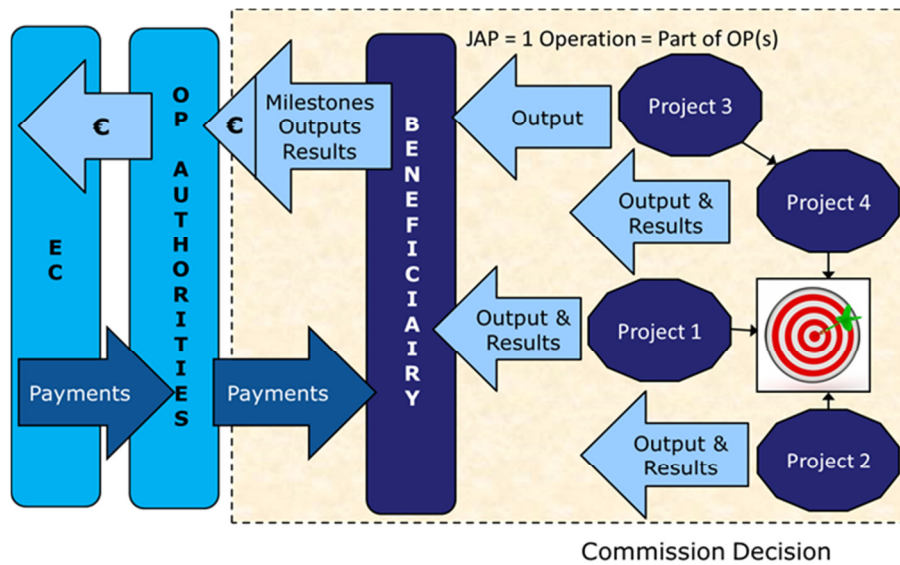 JAP = 1 Operation = Part of OP(s)
EC
OP AUTHORITIES
BENEFICIAIRY
€
€
Milestones
Outputs
Results
Output
Project 3
Output &
Results
Project 4
Output &
Results
Project 1
Payments
Payments
Output &
Results
Project 2
Commission Decision